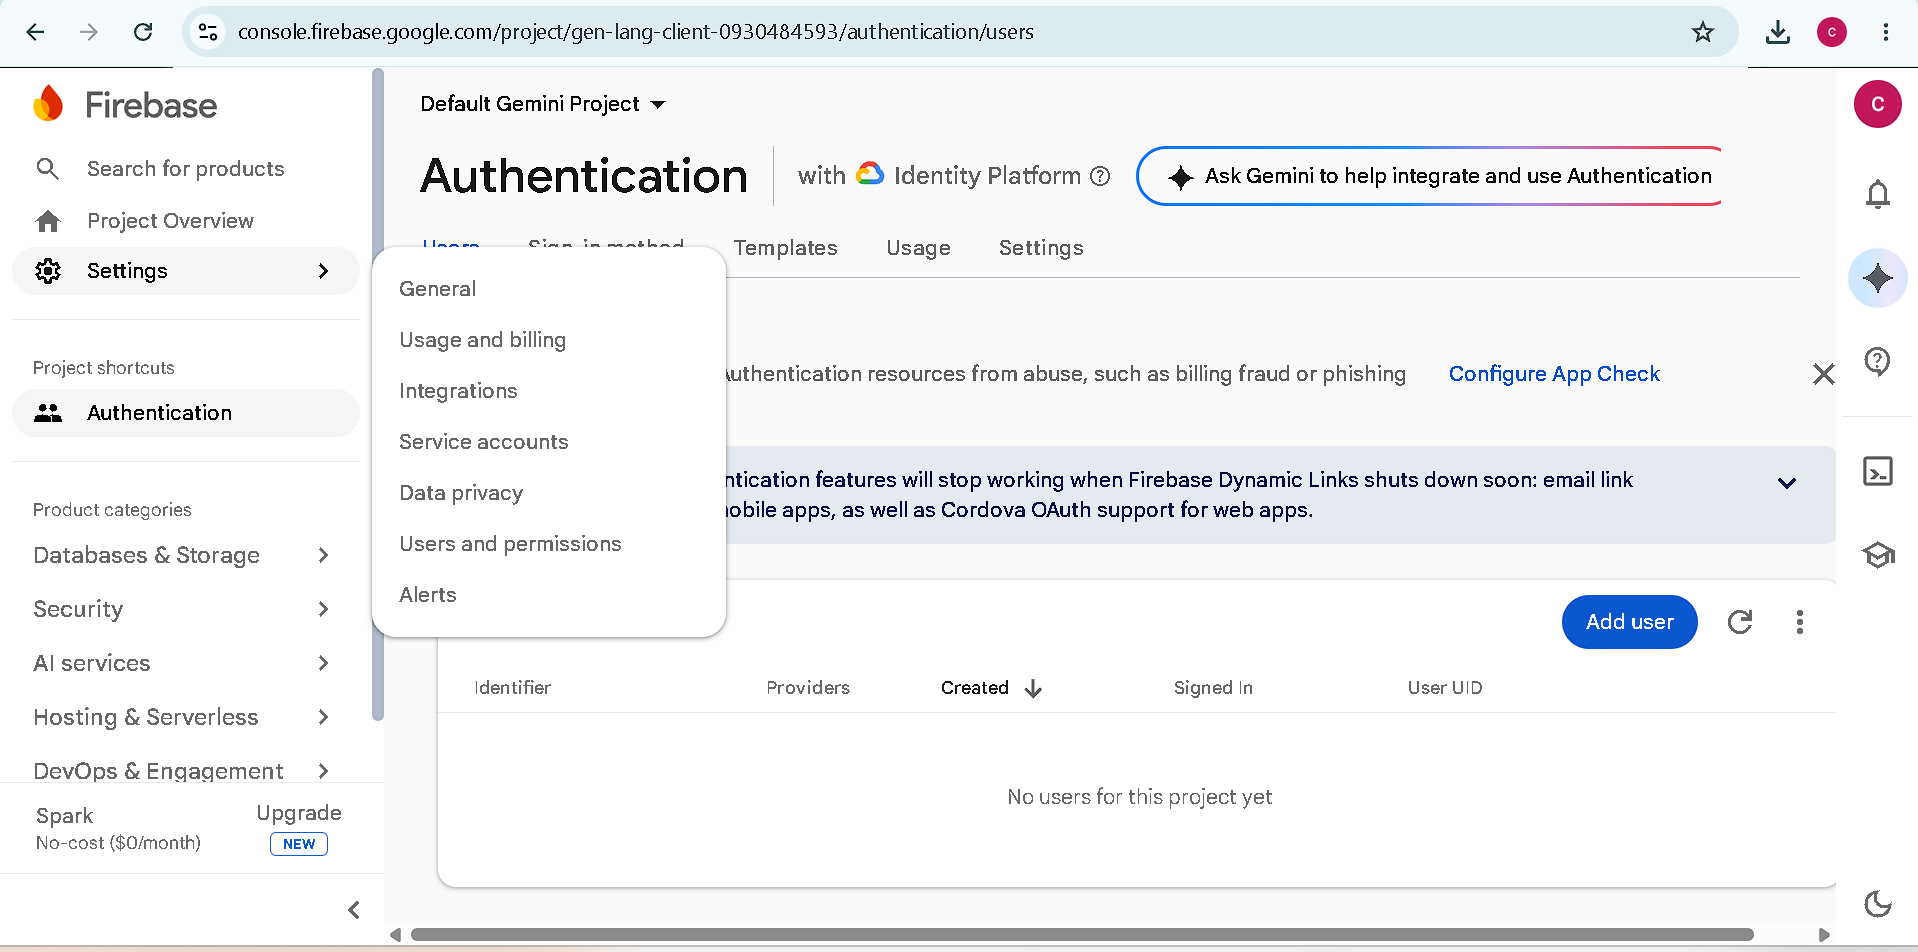 console.firebase.google.com/project/gen-lang-client-0930484593/authentication/users
C
Firebase
Search for products
Project Overview
Settings
Project shortcuts
Authentication
Product categories
Databases & Storage
Security
AI services
Hosting & Serverless
DevOps & Engagement
Spark
No-cost ($0/month)
Upgrade
NEW
Default Gemini Project
Authentication
with Identity Platform
Ask Gemini to help integrate and use Authentication
Users Sign-in method Templates Usage Settings
General
Usage and billing
Integrations
Service accounts
Data privacy
Users and permissions
Alerts
Authentication resources from abuse, such as billing fraud or phishing Configure App Check
features will stop working when Firebase Dynamic Links shuts down soon: email link
apps, as well as Cordova OAuth support for web apps.
Add user
Identifier Providers Created Signed In User UID
No users for this project yet
C